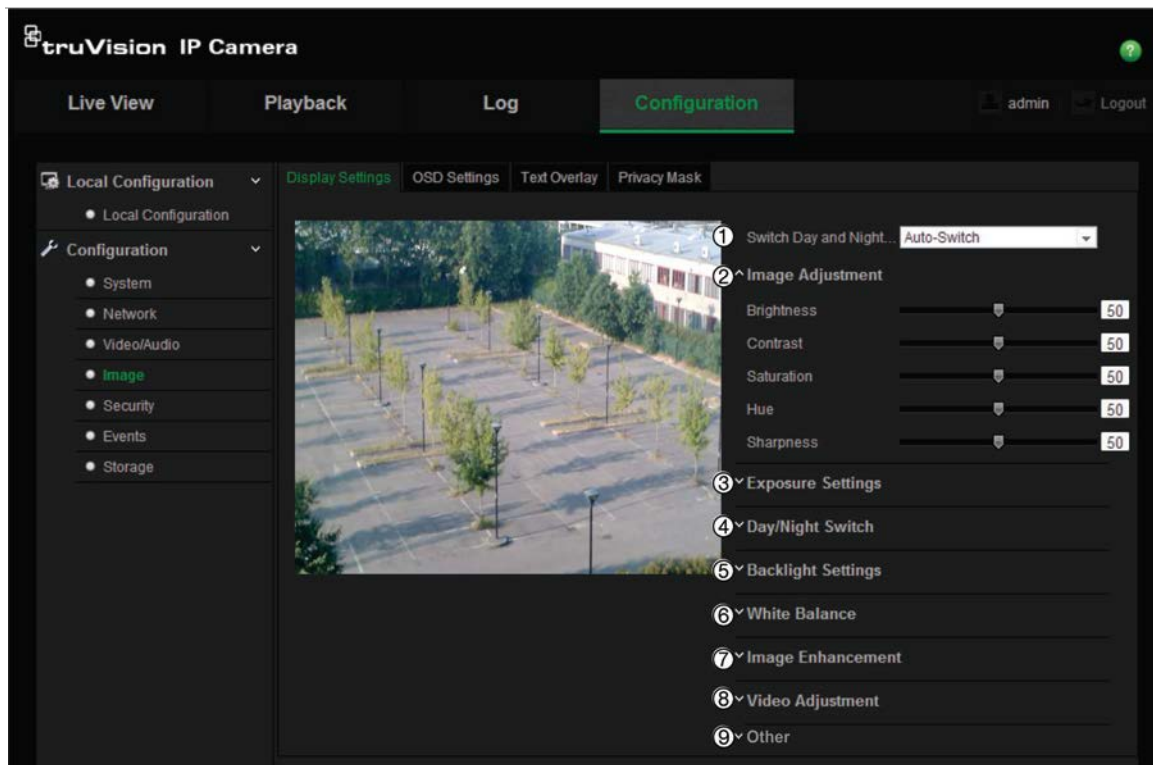 truVision IP Camera
?
Live View Playback Log Configuration admin Logout
Local Configuration
Local Configuration
Configuration
System
Network
Video/Audio
Image
Security
Events
Storage
Display Settings OSD Settings Text Overlay Privacy Mask
1 Switch Day and Night... Auto-Switch
2 Image Adjustment
Brightness 50
Contrast 50
Saturation 50
Hue 50
Sharpness 50
3 Exposure Settings
4 Day/Night Switch
5 Backlight Settings
6 White Balance
7 Image Enhancement
8 Video Adjustment
9 Other